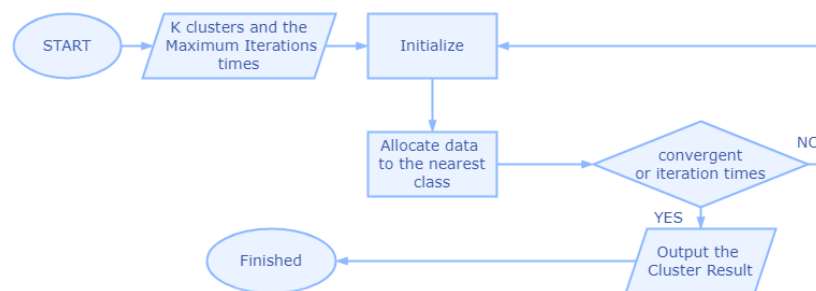 START
K clusters and the
Maximum Iterations
times
Initialize
Allocate data
to the nearest
class
convergent
or iteration times
NO
YES
Output the
Cluster Result
Finished